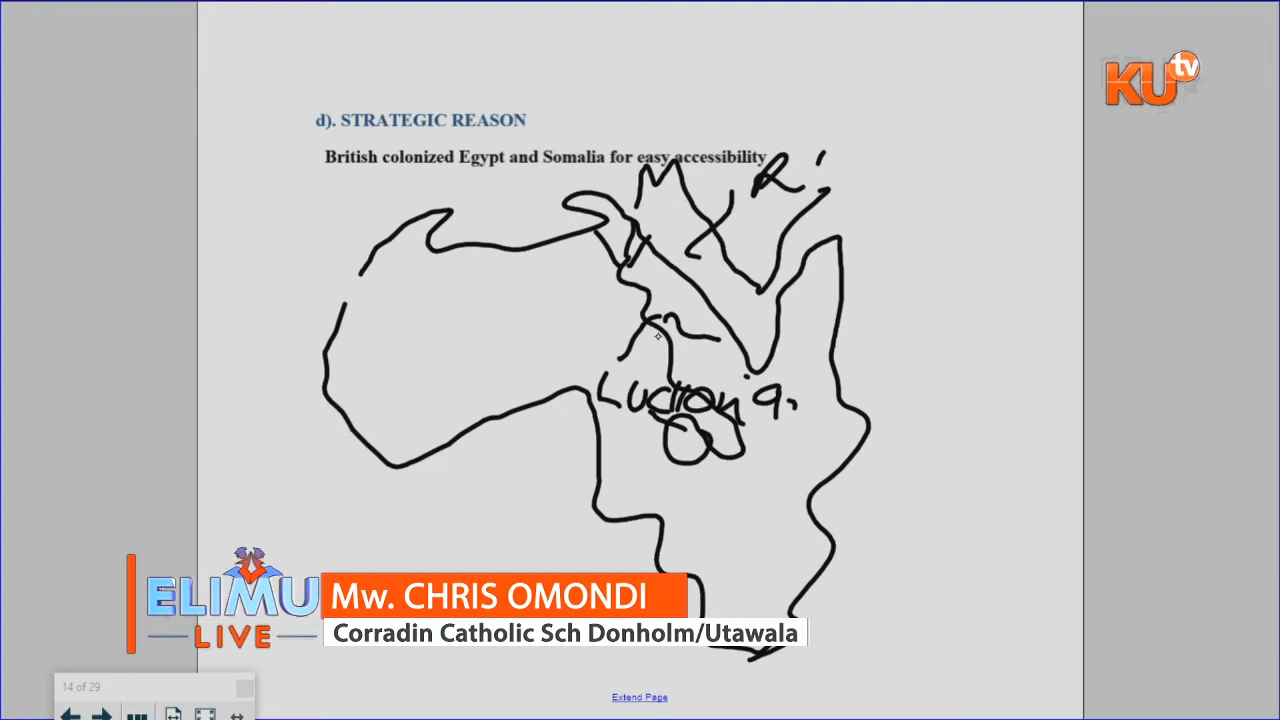 KU tv
d). STRATEGIC REASON
British colonized Egypt and Somalia for easy accessibility
ELIMU
LIVE
Mw. CHRIS OMONDI
Corradin Catholic Sch Donholm/Utawala
14 of 29
Extend Page